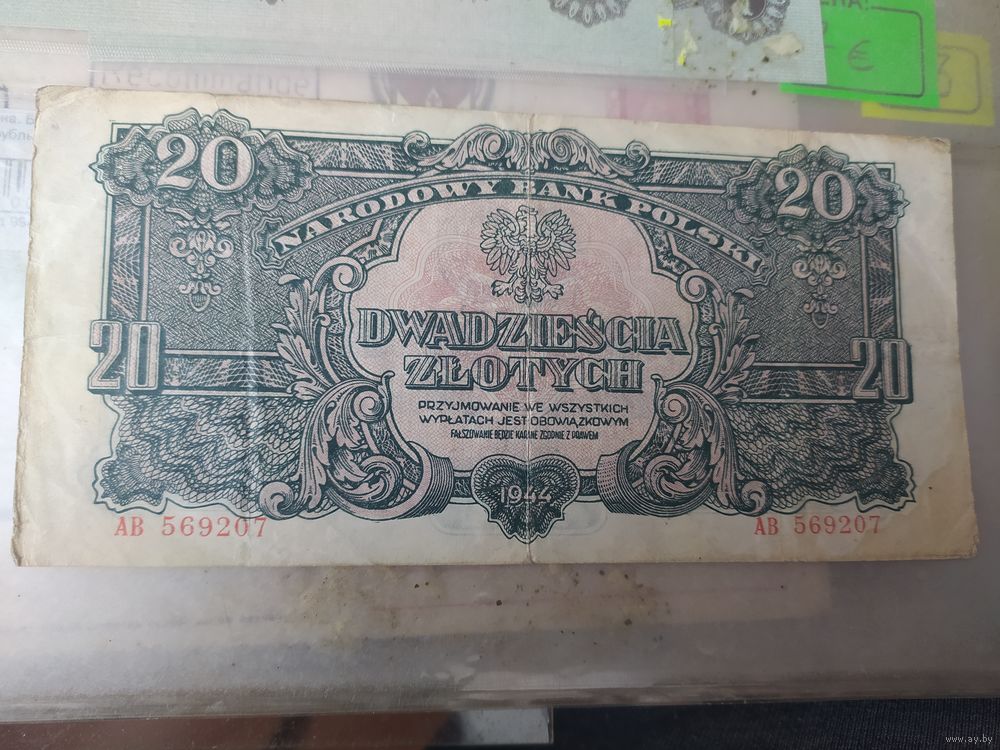 Recommandé
€
20
20
NARODOWY BANK POLSKI
DWADZIEŚCIA
ZŁOTYCH
20
20
PRZYJMOWANIE WE WSZYSTKICH
WYPŁATACH JEST OBOWIĄZKOWYM
FAŁSZOWANIE BĘDZIE KARANE ZGODNIE Z PRAWEM
1944
AB 569207
AB 569207
www.ay.by